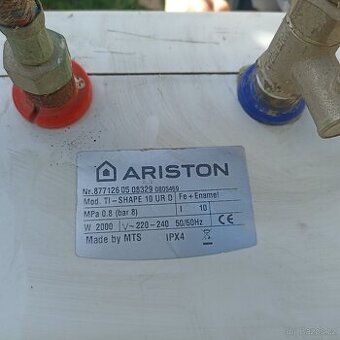 ARISTON
Nr. 877126 05 08329 0805469
Mod. TI-SHAPE 10 UR D Fe+Enamel
MPa 0.8 (bar 8) l 10
W 2000 V~220-240 50/60Hz CE
Made by MTS IPX4